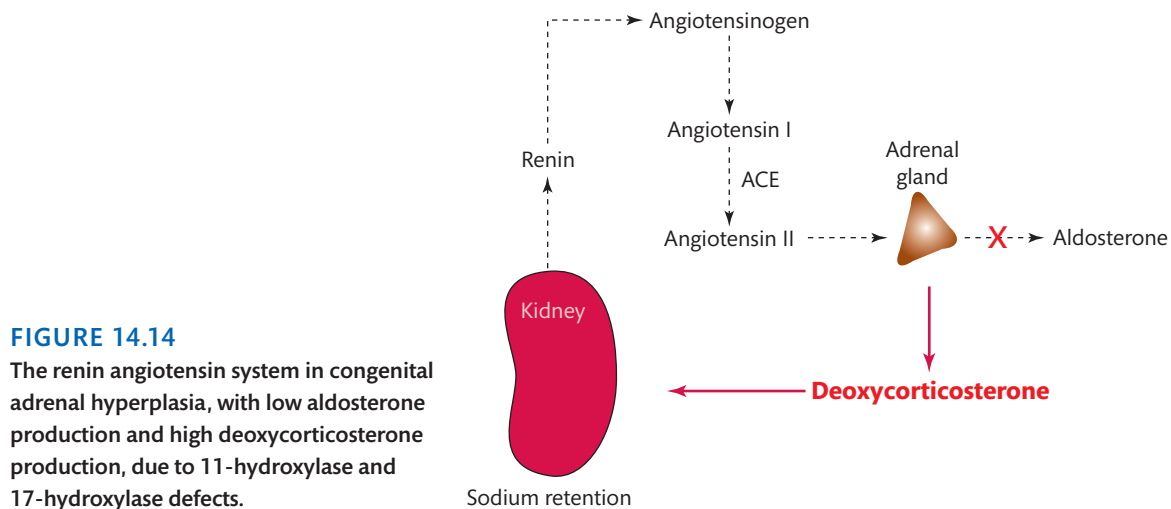 Angiotensinogen
Angiotensin I
Renin
ACE
Adrenal
gland
Angiotensin II
X
Aldosterone
Kidney
Deoxycorticosterone
Sodium retention
FIGURE 14.14
The renin angiotensin system in congenital
adrenal hyperplasia, with low aldosterone
production and high deoxycorticosterone
production, due to 11-hydroxylase and
17-hydroxylase defects.